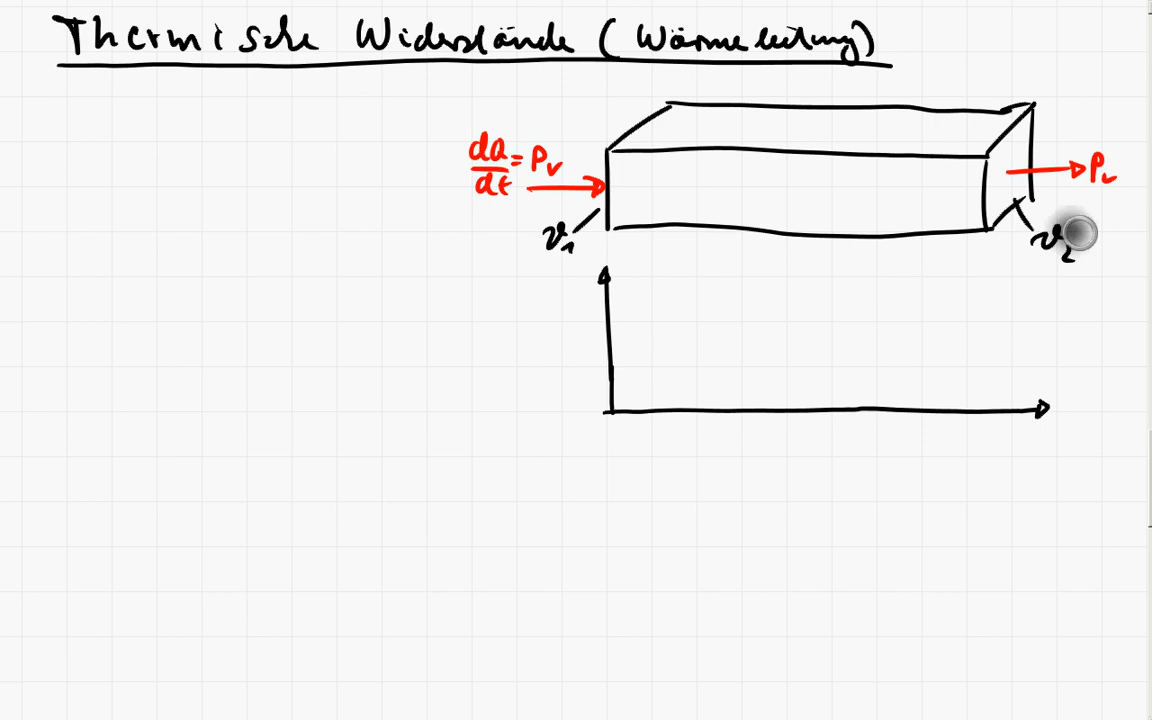 Thermische Widerstände (Wärmeleitung)
dQ/dt = Pv
Pv
ϑ1
ϑ2